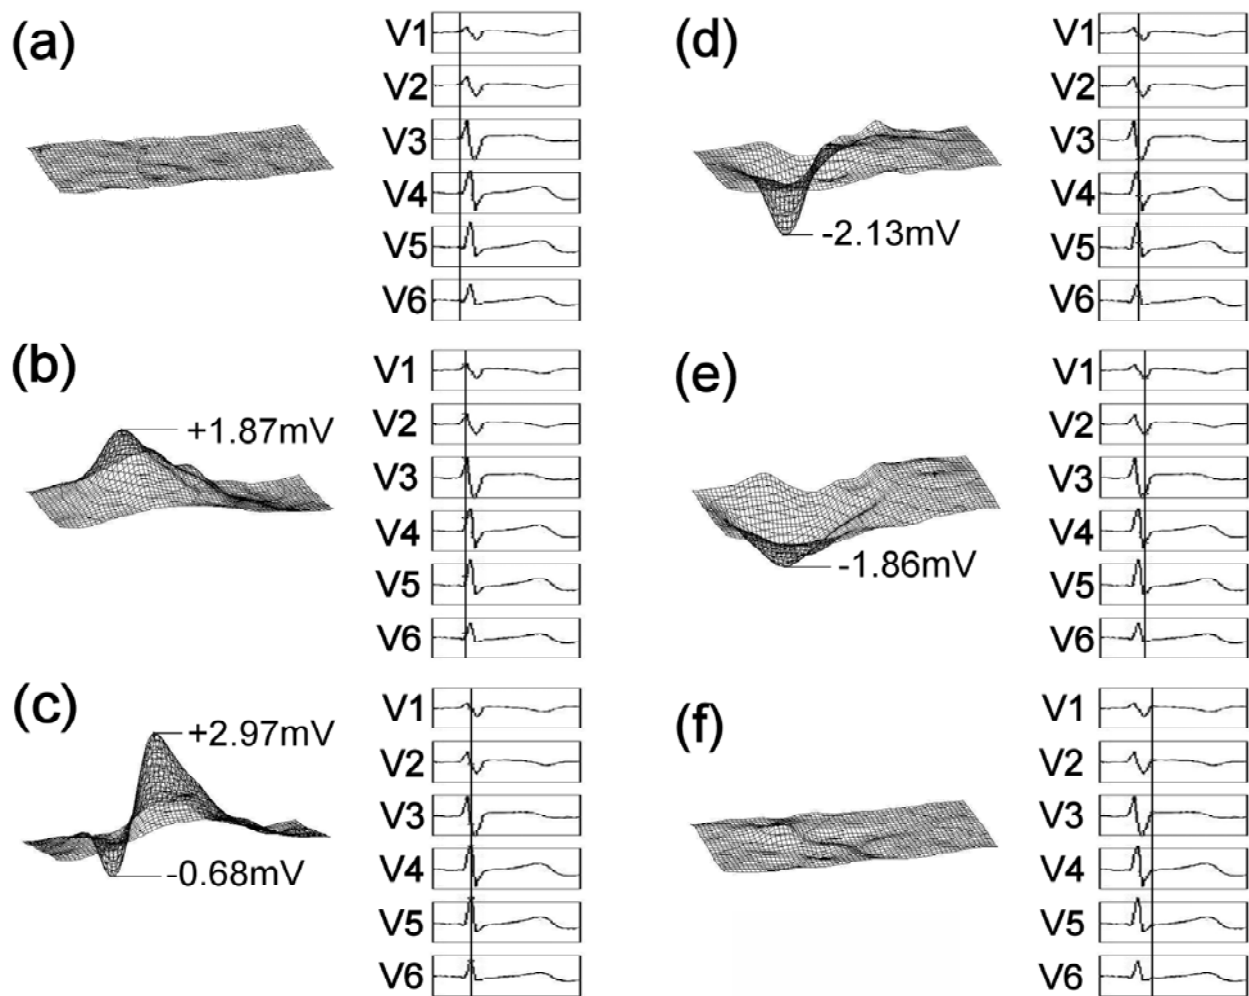 (a)
V1
V2
V3
V4
V5
V6
(b)
+1.87mV
V1
V2
V3
V4
V5
V6
(c)
+2.97mV
-0.68mV
V1
V2
V3
V4
V5
V6
(d)
-2.13mV
V1
V2
V3
V4
V5
V6
(e)
-1.86mV
V1
V2
V3
V4
V5
V6
(f)
V1
V2
V3
V4
V5
V6